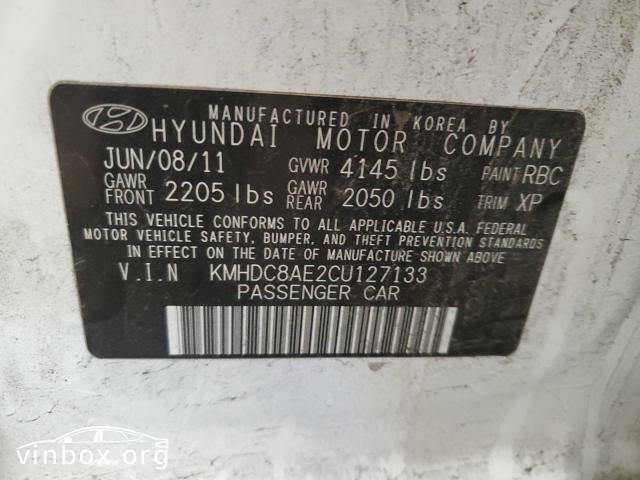 MANUFACTURED IN KOREA BY
HYUNDAI MOTOR COMPANY
JUN/08/11 GVWR 4145 lbs PAINT RBC
GAWR FRONT 2205 lbs GAWR REAR 2050 lbs TRIM XP
THIS VEHICLE CONFORMS TO ALL APPLICABLE U.S.A. FEDERAL
MOTOR VEHICLE SAFETY, BUMPER, AND THEFT PREVENTION STANDARDS
IN EFFECT ON THE DATE OF MANUFACTURE SHOWN ABOVE.
V.I.N KMHDC8AE2CU127133
PASSENGER CAR
vinbox.org